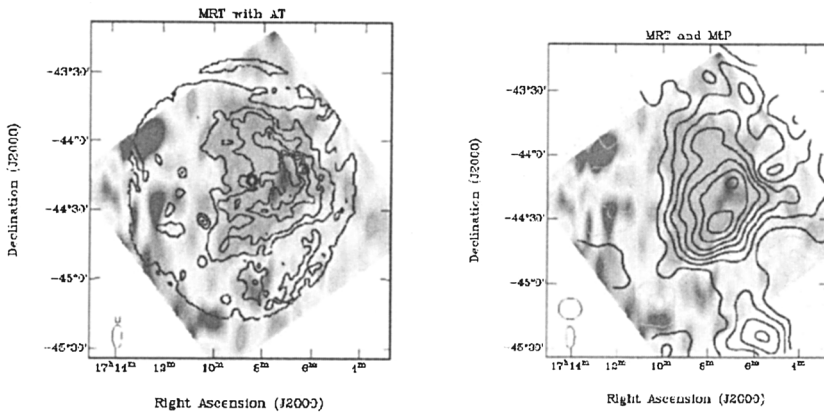 MRT with AT
Declination (J2000)
-43°30'
-44°0'
-44°30'
-45°0'
-45°30'
17ʰ14ᵐ
12ᵐ
10ᵐ
8ᵐ
6ᵐ
4ᵐ
Right Ascension (J2000)
MRT and MtP
Declination (J2000)
-43°30'
-44°0'
-44°30'
-45°0'
-45°30'
17ʰ14ᵐ
12ᵐ
10ᵐ
8ᵐ
6ᵐ
4ᵐ
Right Ascension (J2000)